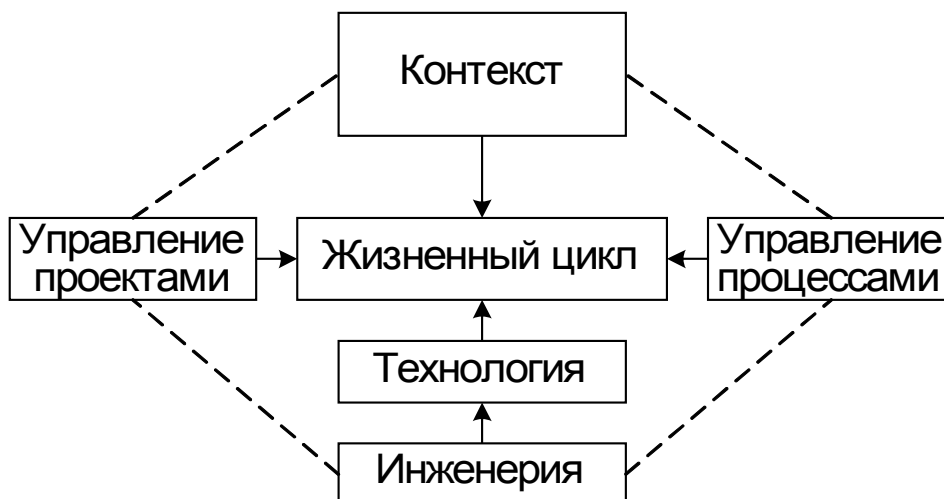 Контекст
Управление
проектами
Жизненный цикл
Управление
процессами
Технология
Инженерия